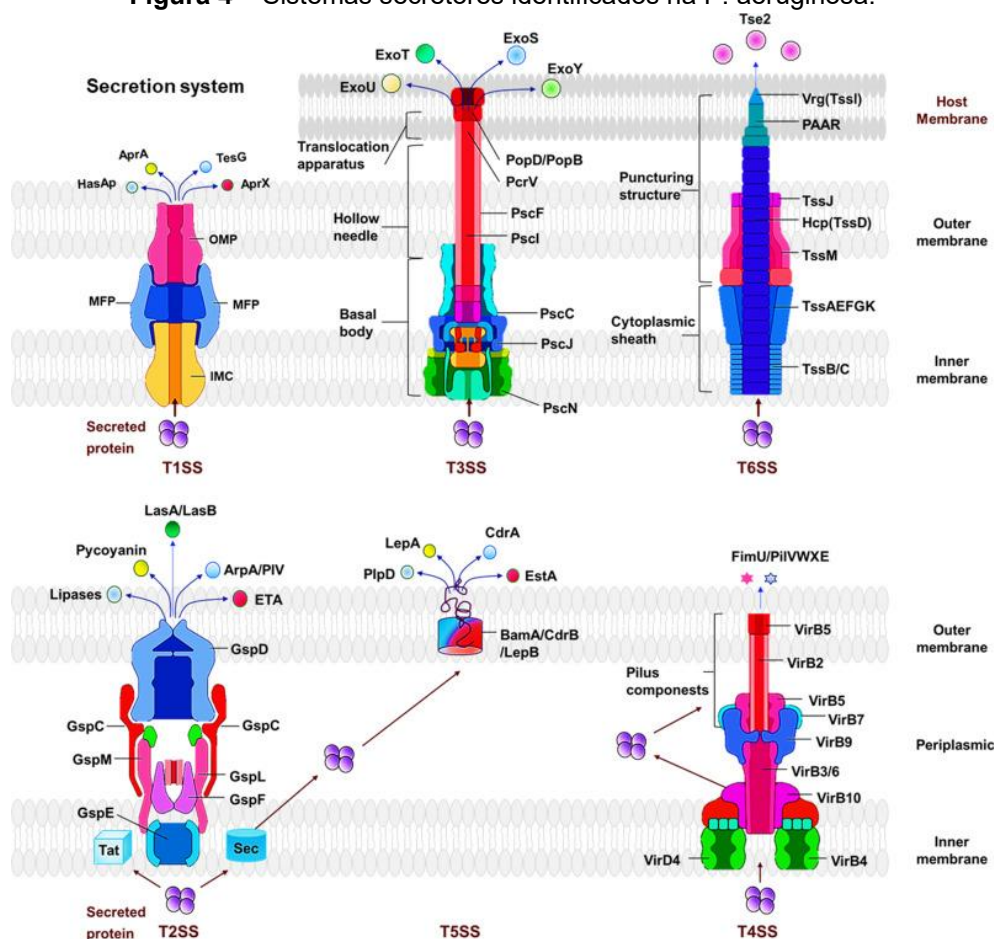 Figura 4 – Sistemas secretores identificados na P. aeruginosa.
Secretion system
AprA
TesG
HasAp
AprX
OMP
MFP
MFP
IMC
Secreted
protein
T1SS
ExoT
ExoS
ExoU
ExoY
Translocation
apparatus
PopD/PopB
PcrV
Hollow
needle
PscF
PscI
Basal
body
PscC
PscJ
PscN
T3SS
Tse2
Vrg(TssI)
PAAR
Puncturing
structure
TssJ
Hcp(TssD)
TssM
Cytoplasmic
sheath
TssAEFGK
TssB/C
T6SS
Host
Membrane
Outer
membrane
Inner
membrane
LasA/LasB
Pycoyanin
ArpA/PIV
Lipases
ETA
GspD
GspC
GspC
GspM
GspL
GspF
GspE
Tat
Sec
Secreted
protein
T2SS
LepA
CdrA
PlpD
EstA
BamA/CdrB
/LepB
T5SS
FimU/PilVWXE
VirB5
VirB2
Pilus
componests
VirB5
VirB7
VirB9
VirB3/6
VirB10
VirD4
VirB4
T4SS
Outer
membrane
Periplasmic
Inner
membrane